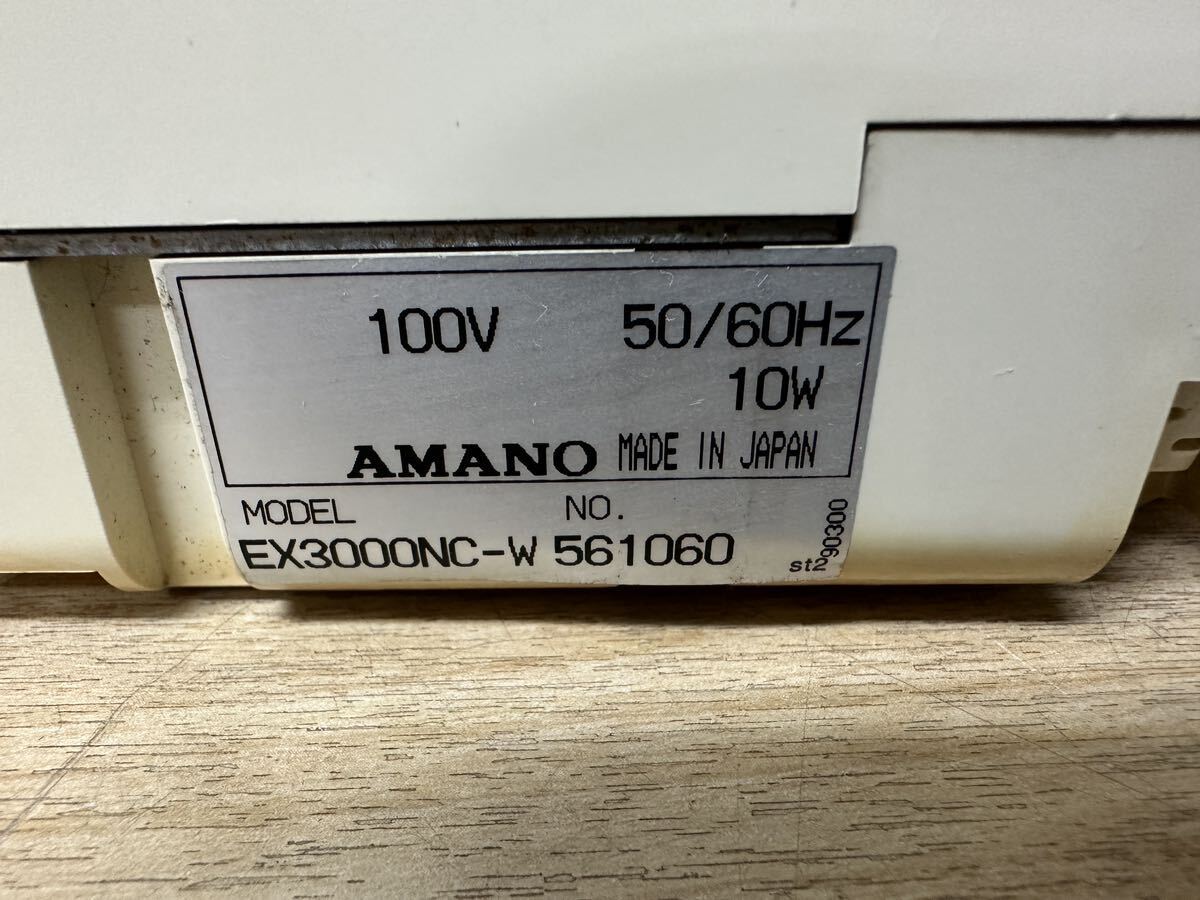 100V 50/60Hz
10W
AMANO MADE IN JAPAN
MODEL NO.
EX3000NC-W 561060
st2 90300